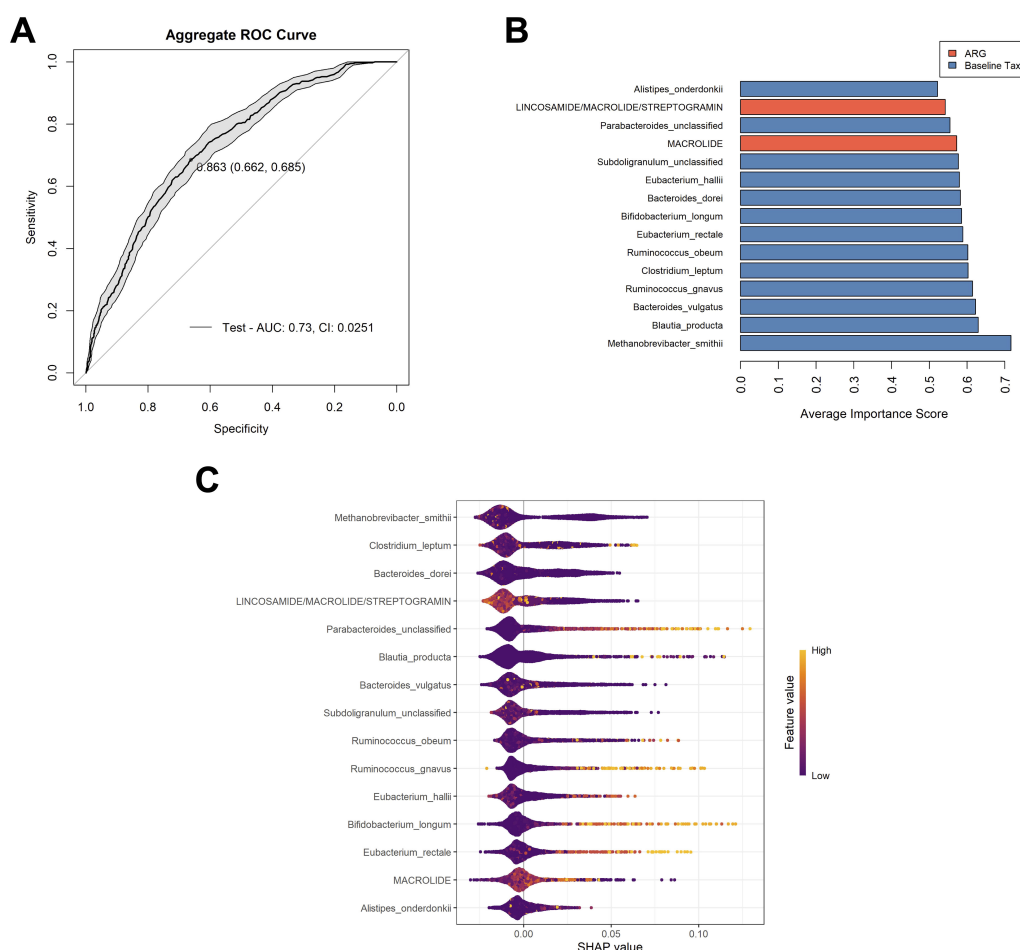 A
Aggregate ROC Curve
Sensitivity
1.0
0.8
0.6
0.4
0.2
0.0
0.863 (0.662, 0.685)
Test - AUC: 0.73, CI: 0.0251
1.0 0.8 0.6 0.4 0.2 0.0
Specificity
B
ARG
Baseline Tax
Alistipes_onderdonkii
LINCOSAMIDE/MACROLIDE/STREPTOGRAMIN
Parabacteroides_unclassified
MACROLIDE
Subdoligranulum_unclassified
Eubacterium_hallii
Bacteroides_dorei
Bifidobacterium_longum
Eubacterium_rectale
Ruminococcus_obeum
Clostridium_leptum
Ruminococcus_gnavus
Bacteroides_vulgatus
Blautia_producta
Methanobrevibacter_smithii
0.0 0.1 0.2 0.3 0.4 0.5 0.6 0.7
Average Importance Score
C
Methanobrevibacter_smithii
Clostridium_leptum
Bacteroides_dorei
LINCOSAMIDE/MACROLIDE/STREPTOGRAMIN
Parabacteroides_unclassified
Blautia_producta
Bacteroides_vulgatus
Subdoligranulum_unclassified
Ruminococcus_obeum
Ruminococcus_gnavus
Eubacterium_hallii
Bifidobacterium_longum
Eubacterium_rectale
MACROLIDE
Alistipes_onderdonkii
0.00 0.05 0.10
SHAP value
High
Feature value
Low